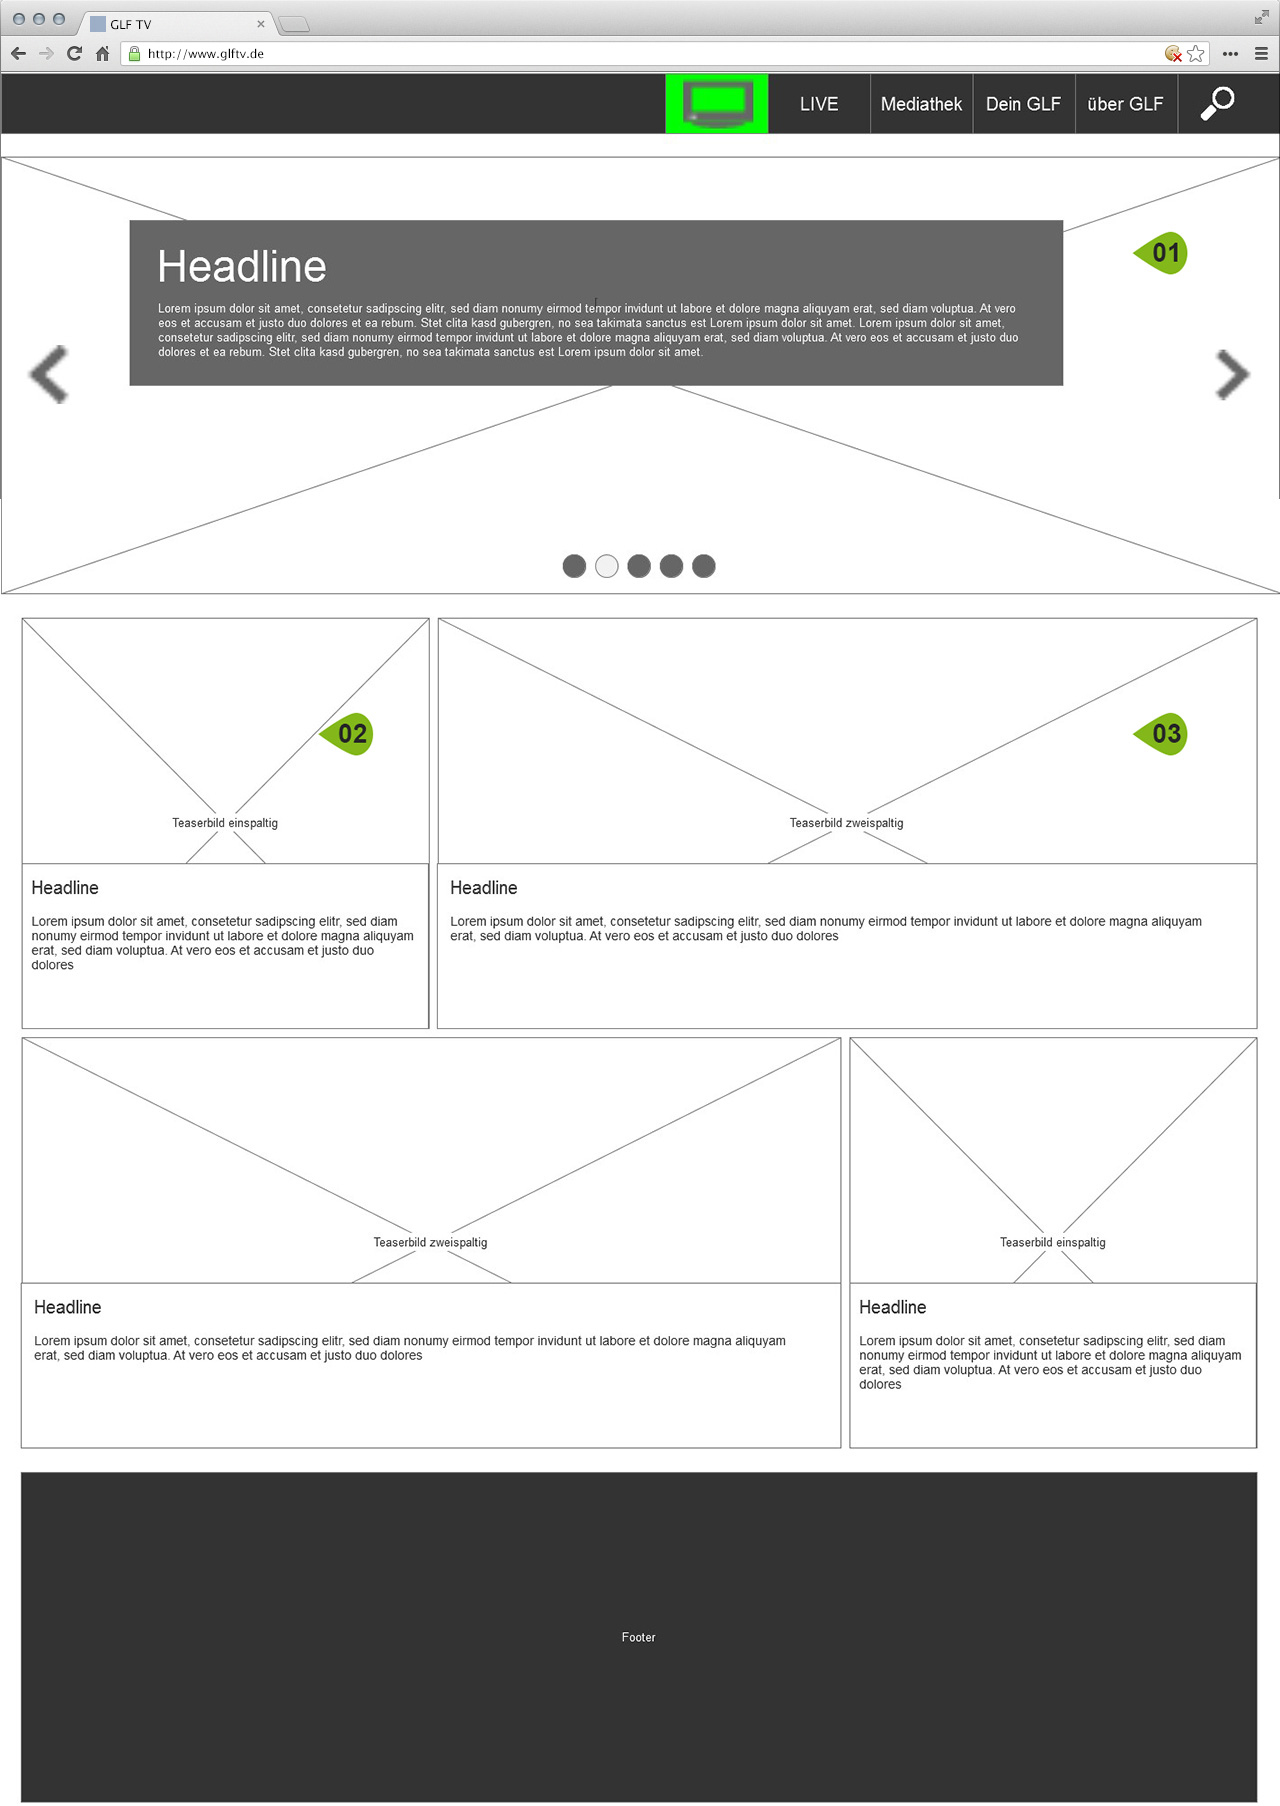 GLF TV
http://www.glftv.de
LIVE
Mediathek
Dein GLF
über GLF
01
Headline
Lorem ipsum dolor sit amet, consetetur sadipscing elitr, sed diam nonumy eirmod tempor invidunt ut labore et dolore magna aliquyam erat, sed diam voluptua. At vero
eos et accusam et justo duo dolores et ea rebum. Stet clita kasd gubergren, no sea takimata sanctus est Lorem ipsum dolor sit amet. Lorem ipsum dolor sit amet,
consetetur sadipscing elitr, sed diam nonumy eirmod tempor invidunt ut labore et dolore magna aliquyam erat, sed diam voluptua. At vero eos et accusam et justo duo
dolores et ea rebum. Stet clita kasd gubergren, no sea takimata sanctus est Lorem ipsum dolor sit amet.
02
Teaserbild einspaltig
Headline
Lorem ipsum dolor sit amet, consetetur sadipscing elitr, sed diam
nonumy eirmod tempor invidunt ut labore et dolore magna aliquyam
erat, sed diam voluptua. At vero eos et accusam et justo duo
dolores
03
Teaserbild zweispaltig
Headline
Lorem ipsum dolor sit amet, consetetur sadipscing elitr, sed diam nonumy eirmod tempor invidunt ut labore et dolore magna aliquyam
erat, sed diam voluptua. At vero eos et accusam et justo duo dolores
Teaserbild zweispaltig
Headline
Lorem ipsum dolor sit amet, consetetur sadipscing elitr, sed diam nonumy eirmod tempor invidunt ut labore et dolore magna aliquyam
erat, sed diam voluptua. At vero eos et accusam et justo duo dolores
Teaserbild einspaltig
Headline
Lorem ipsum dolor sit amet, consetetur sadipscing elitr, sed diam
nonumy eirmod tempor invidunt ut labore et dolore magna aliquyam
erat, sed diam voluptua. At vero eos et accusam et justo duo
dolores
Footer